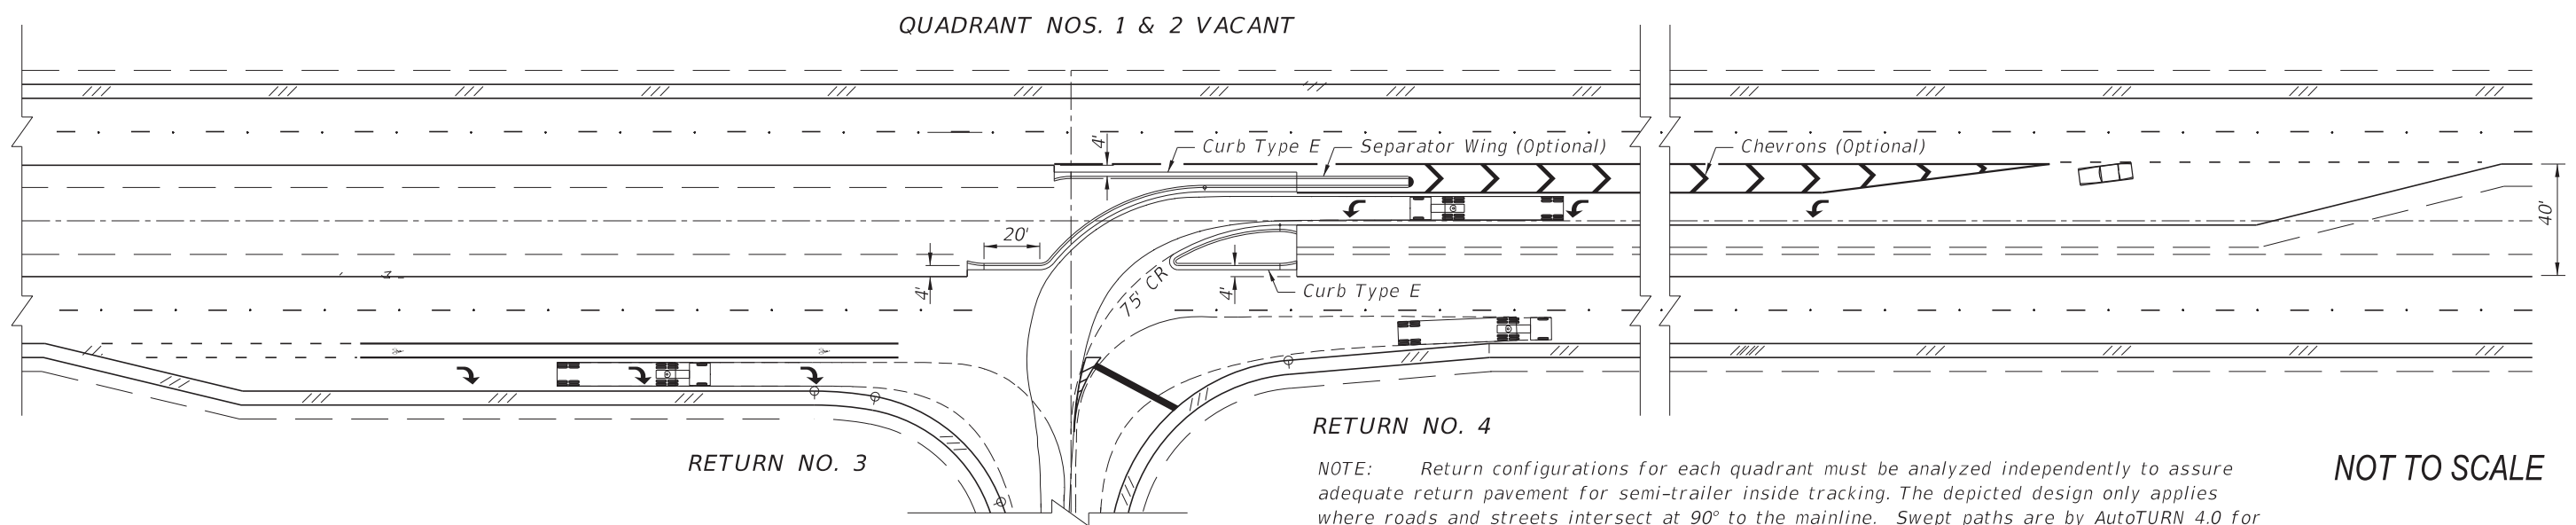 QUADRANT NOS. 1 & 2 VACANT
4'
Curb Type E
Separator Wing (Optional)
Chevrons (Optional)
40'
20'
4'
75' CR
4'
Curb Type E
RETURN NO. 3
RETURN NO. 4
NOT TO SCALE
NOTE: Return configurations for each quadrant must be analyzed independently to assure
adequate return pavement for semi-trailer inside tracking. The depicted design only applies
where roads and streets intersect at 90° to the mainline. Swept paths are by AutoTURN 4.0 for